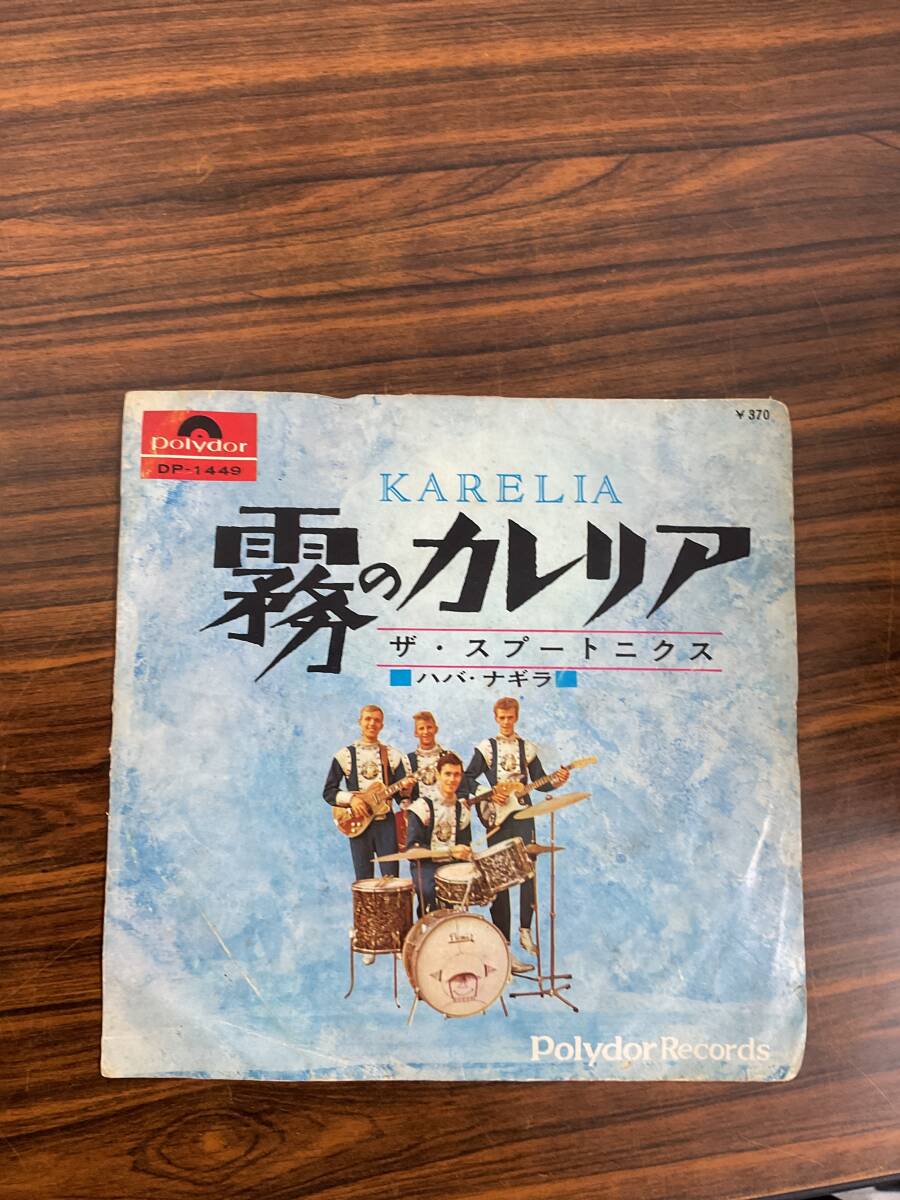 polydor
DP-1449
¥370
KARELIA
霧のカレリア
ザ・スプートニクス
ハバ・ナギラ
Polydor Records